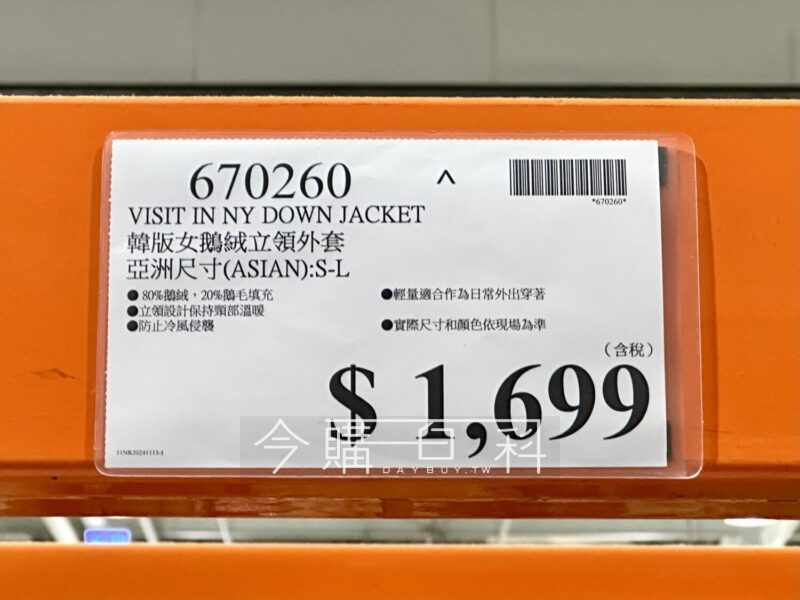 670260
^
*670260*
VISIT IN NY DOWN JACKET
韓版女鵝絨立領外套
亞洲尺寸(ASIAN):S-L
●80%鵝絨，20%鵝毛填充
●輕量適合作為日常外出穿著
●立領設計保持頸部溫暖
●防止冷風侵襲
●實際尺寸和顏色依現場為準
（含稅）
$ 1,699
今購百科
DAYBUY.TW
31NR20241113-I